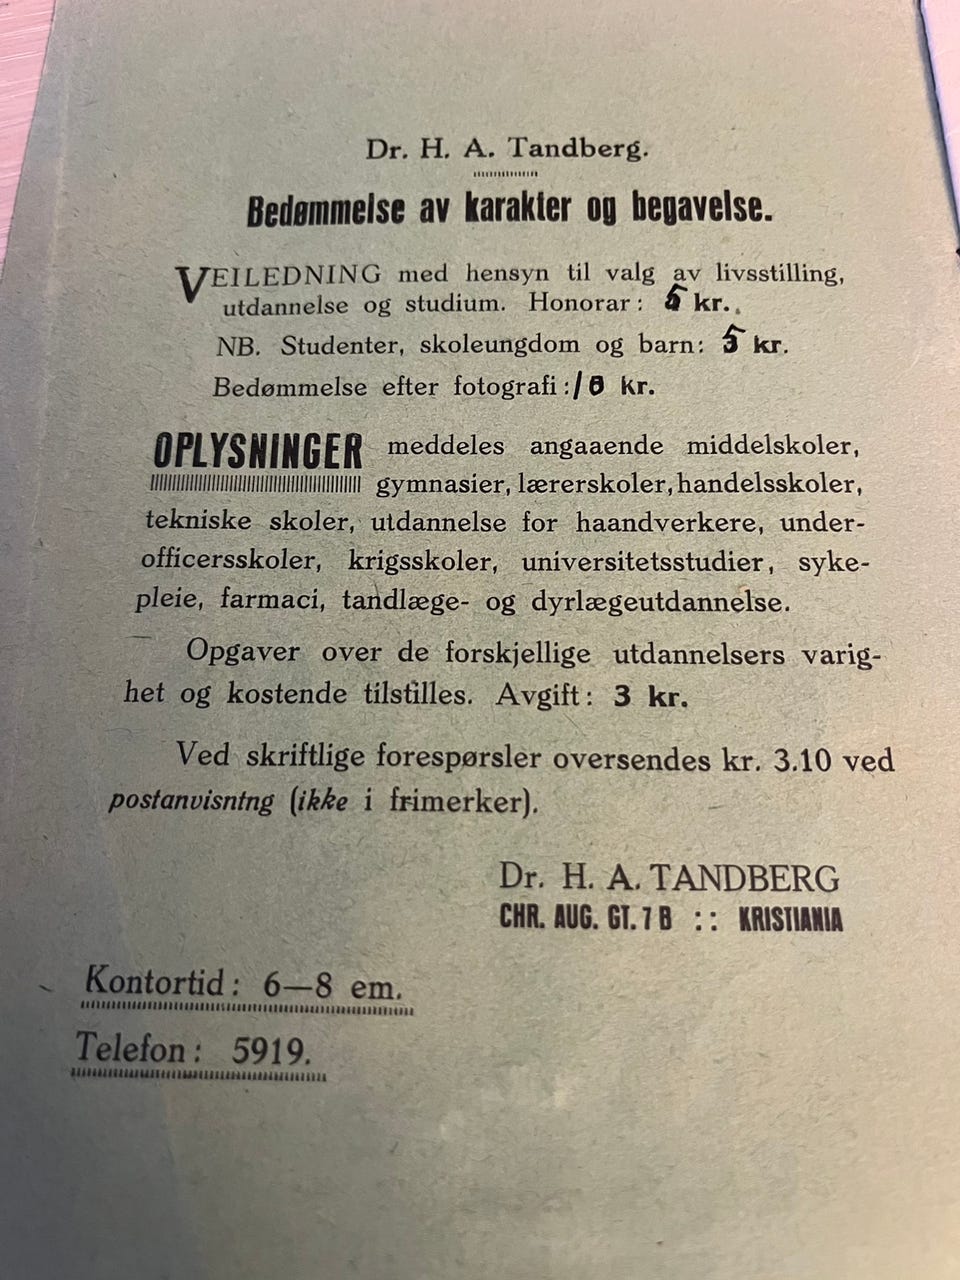 Dr. H. A. Tandberg.
Bedømmelse av karakter og begavelse.
VEILEDNING med hensyn til valg av livsstilling,
utdannelse og studium. Honorar: kr.
NB. Studenter, skoleungdom og barn: kr.
Bedømmelse efter fotografi: kr.
OPLYSNINGER meddeles angaaende middelskoler,
gymnasier, lærerskoler, handelsskoler,
tekniske skoler, utdannelse for haandverkere, under-
officersskoler, krigsskoler, universitetsstudier, syke-
pleie, farmaci, tandlæge- og dyrlægeutdannelse.
Opgaver over de forskjellige utdannelsers varig-
het og kostende tilstilles. Avgift: 3 kr.
Ved skriftlige forespørsler oversendes kr. 3.10 ved
postanvisning (ikke i frimerker).
Dr. H. A. TANDBERG
CHR. AUG. GT. 7 B :: KRISTIANIA
Kontortid: 6—8 em.
Telefon: 5919.